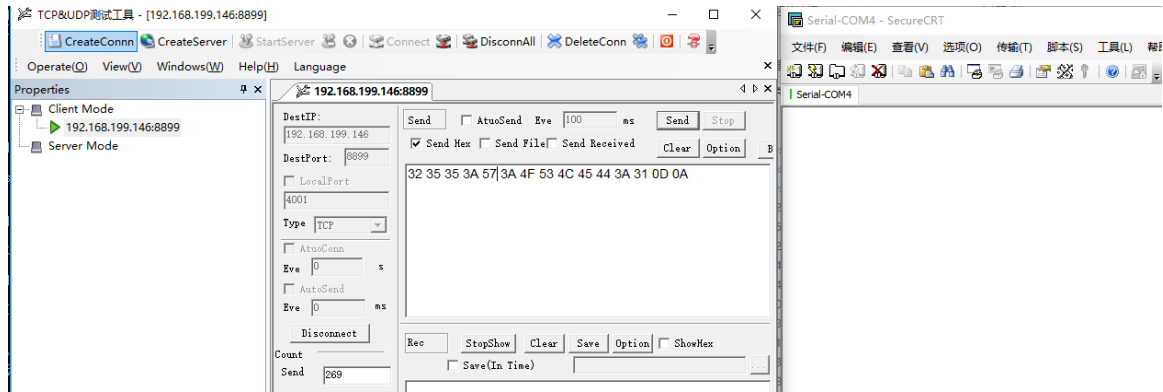 TCP&UDP测试工具 - [192.168.199.146:8899]
CreateConnn CreateServer StartServer Connect DisconnAll DeleteConn
Operate(O) View(V) Windows(W) Help(H) Language
Properties
Client Mode
192.168.199.146:8899
Server Mode
192.168.199.146:8899
DestIP:
192.168.199.146
DestPort: 8899
LocalPort
4001
Type TCP
AtuoConn
Eve 0 s
AutoSend
Eve 0 ms
Disconnect
Count
Send 269
Send AtuoSend Eve 100 ms Send Stop
Send Hex Send File Send Received Clear Option B
32 35 35 3A 57 3A 4F 53 4C 45 44 3A 31 0D 0A
Rec StopShow Clear Save Option ShowHex
Save(In Time) ...
Serial-COM4 - SecureCRT
文件(F) 编辑(E) 查看(V) 选项(O) 传输(T) 脚本(S) 工具(L)
Serial-COM4